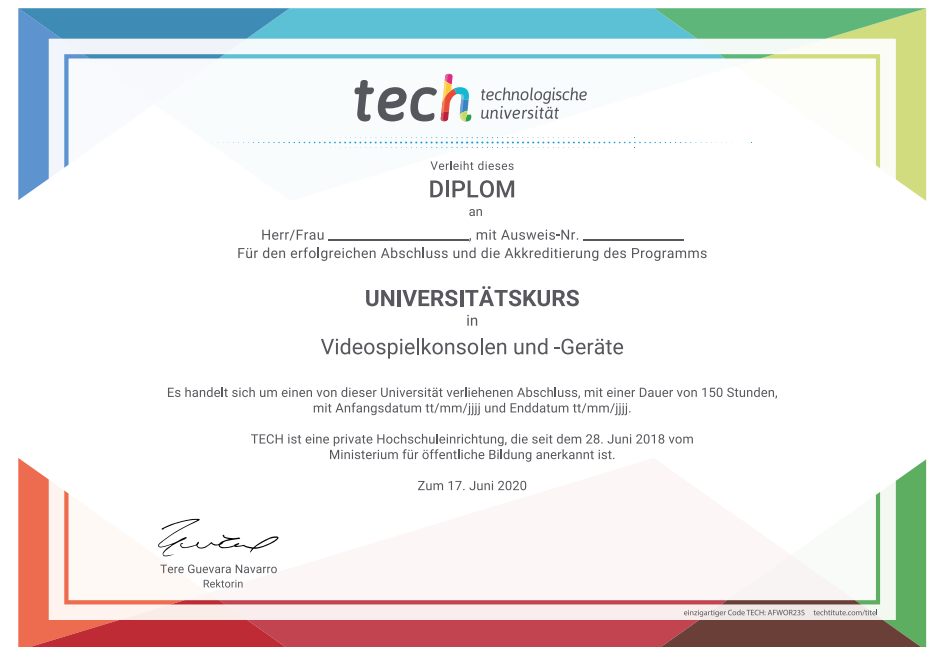 tech technologische
universität
Verleiht dieses
DIPLOM
an
Herr/Frau ____________________, mit Ausweis-Nr. ______________
Für den erfolgreichen Abschluss und die Akkreditierung des Programms
UNIVERSITÄTSKURS
in
Videospielkonsolen und -Geräte
Es handelt sich um einen von dieser Universität verliehenen Abschluss, mit einer Dauer von 150 Stunden,
mit Anfangsdatum tt/mm/jjjj und Enddatum tt/mm/jjjj.
TECH ist eine private Hochschuleinrichtung, die seit dem 28. Juni 2018 vom
Ministerium für öffentliche Bildung anerkannt ist.
Zum 17. Juni 2020
Tere Guevara Navarro
Rektorin
einzigartiger Code TECH: AFWOR23S techtitute.com/titel